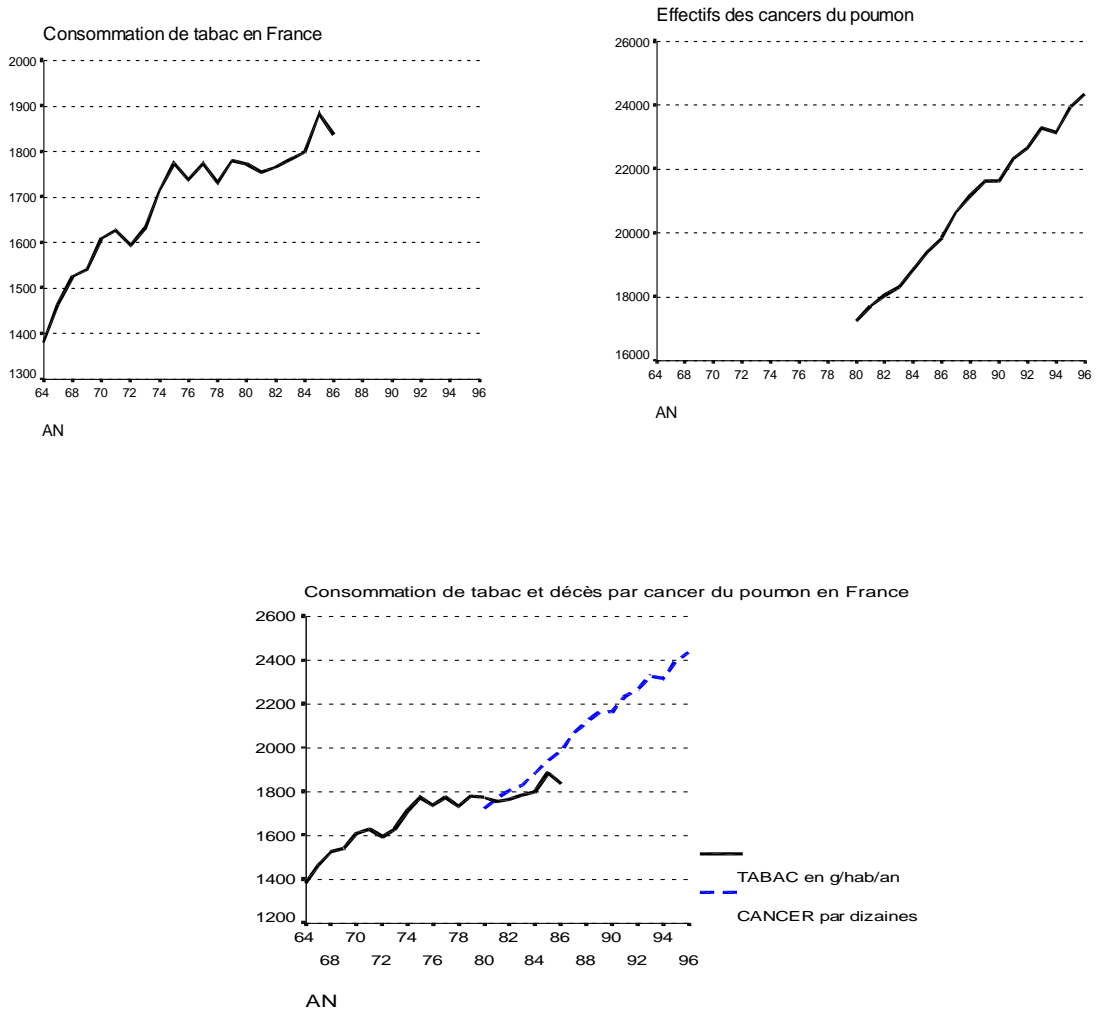 Consommation de tabac en France
2000
1900
1800
1700
1600
1500
1400
1300
64 68 70 72 74 76 78 80 82 84 86 88 90 92 94 96
AN
Effectifs des cancers du poumon
26000
24000
22000
20000
18000
16000
64 68 70 72 74 76 78 80 82 84 86 88 90 92 94 96
AN
Consommation de tabac et décès par cancer du poumon en France
2600
2400
2200
2000
1800
1600
1400
1200
64 70 74 78 82 86 90 94
68 72 76 80 84 88 92 96
AN
TABAC en g/hab/an
CANCER par dizaines